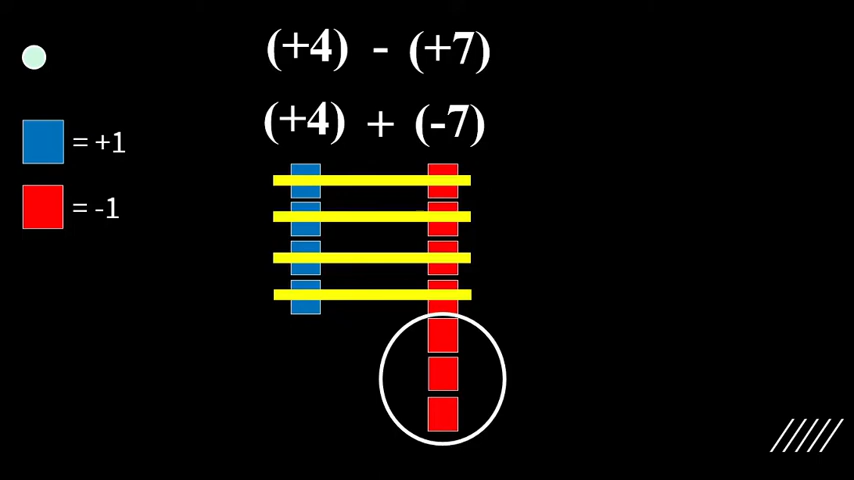 (+4) - (+7)
(+4) + (-7)
= +1
= -1